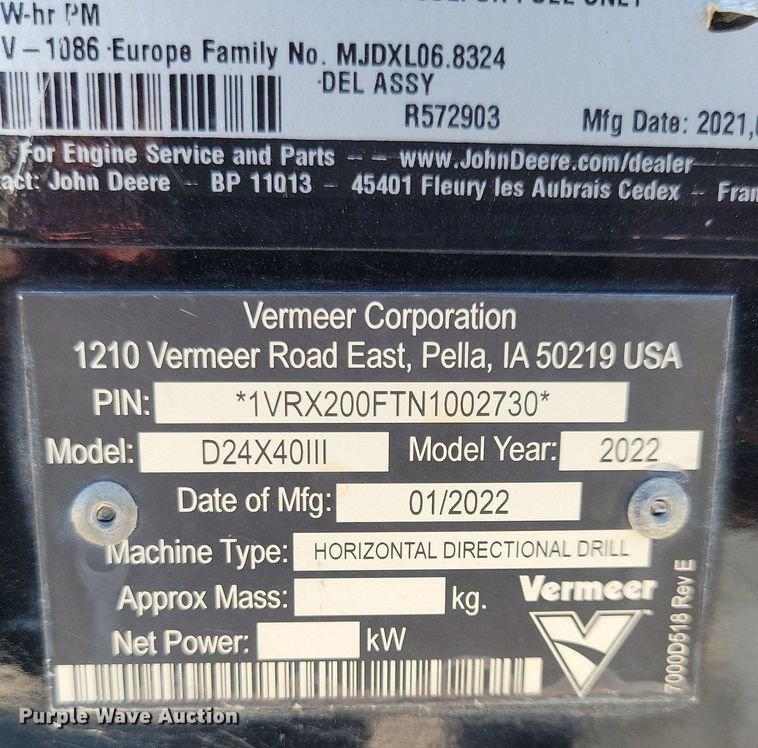 W-hr PM
V-1086 Europe Family No. MJDXL06.8324
DEL ASSY
R572903
Mfg Date: 2021,
For Engine Service and Parts -- www.JohnDeere.com/dealer
tact: John Deere - BP 11013 - 45401 Fleury les Aubrais Cedex - Fran
Vermeer Corporation
1210 Vermeer Road East, Pella, IA 50219 USA
PIN: *1VRX200FTN1002730*
Model: D24X40III Model Year: 2022
Date of Mfg: 01/2022
Machine Type: HORIZONTAL DIRECTIONAL DRILL
Approx Mass: kg.
Net Power: kW
Vermeer
7000D518 Rev E
Purple Wave Auction